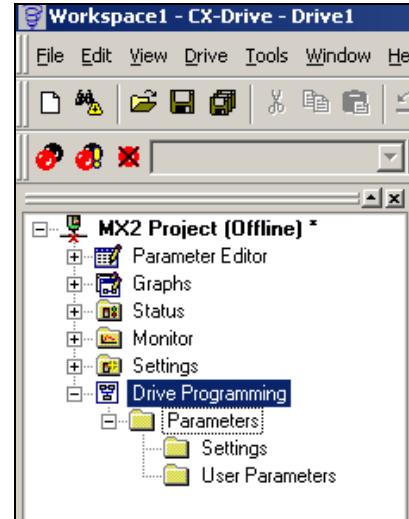 Workspace1 - CX-Drive - Drive1
File Edit View Drive Tools Window He
MX2 Project (Offline) *
Parameter Editor
Graphs
Status
Monitor
Settings
Drive Programming
Parameters
Settings
User Parameters